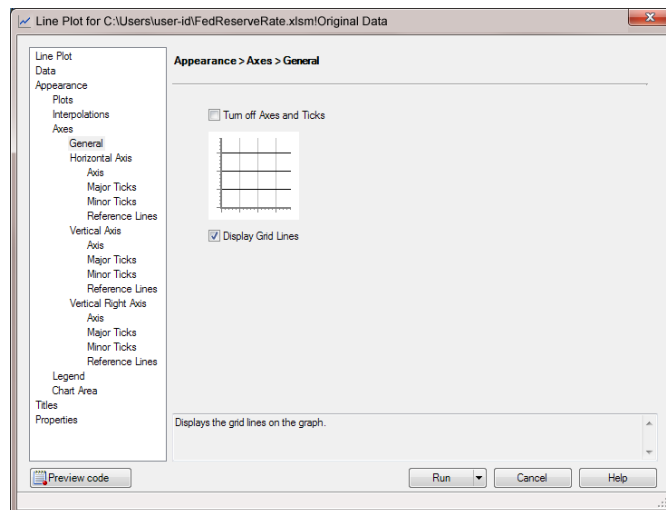 Line Plot for C:\Users\user-id\FedReserveRate.xlsm!Original Data
Line Plot
Data
Appearance
Plots
Interpolations
Axes
General
Horizontal Axis
Axis
Major Ticks
Minor Ticks
Reference Lines
Vertical Axis
Axis
Major Ticks
Minor Ticks
Reference Lines
Vertical Right Axis
Axis
Major Ticks
Minor Ticks
Reference Lines
Legend
Chart Area
Titles
Properties
Appearance > Axes > General
Turn off Axes and Ticks
Display Grid Lines
Displays the grid lines on the graph.
Preview code
Run
Cancel
Help